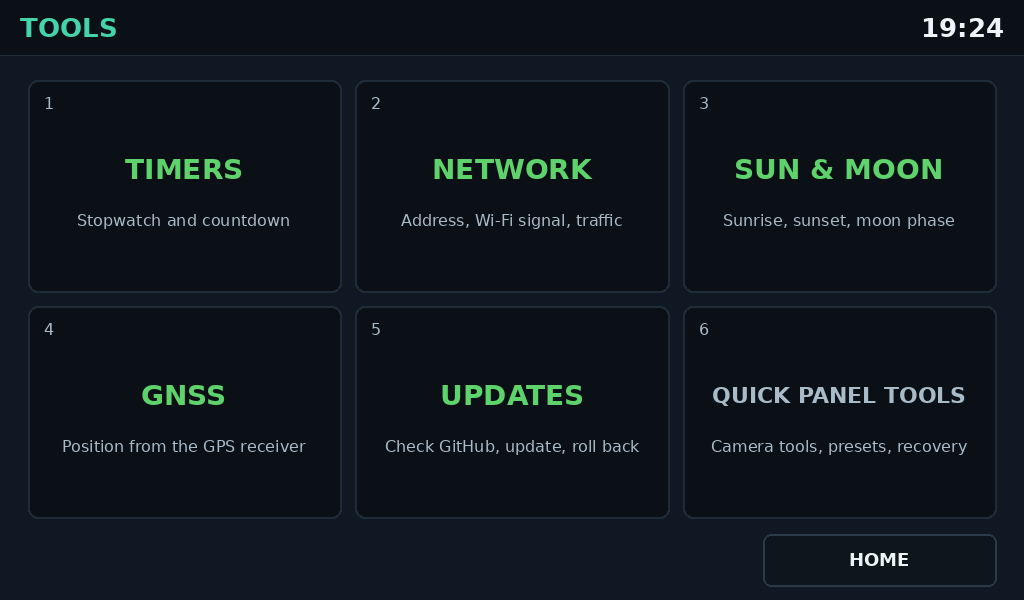 TOOLS
19:24
1
TIMERS
Stopwatch and countdown
2
NETWORK
Address, Wi-Fi signal, traffic
3
SUN & MOON
Sunrise, sunset, moon phase
4
GNSS
Position from the GPS receiver
5
UPDATES
Check GitHub, update, roll back
6
QUICK PANEL TOOLS
Camera tools, presets, recovery
HOME